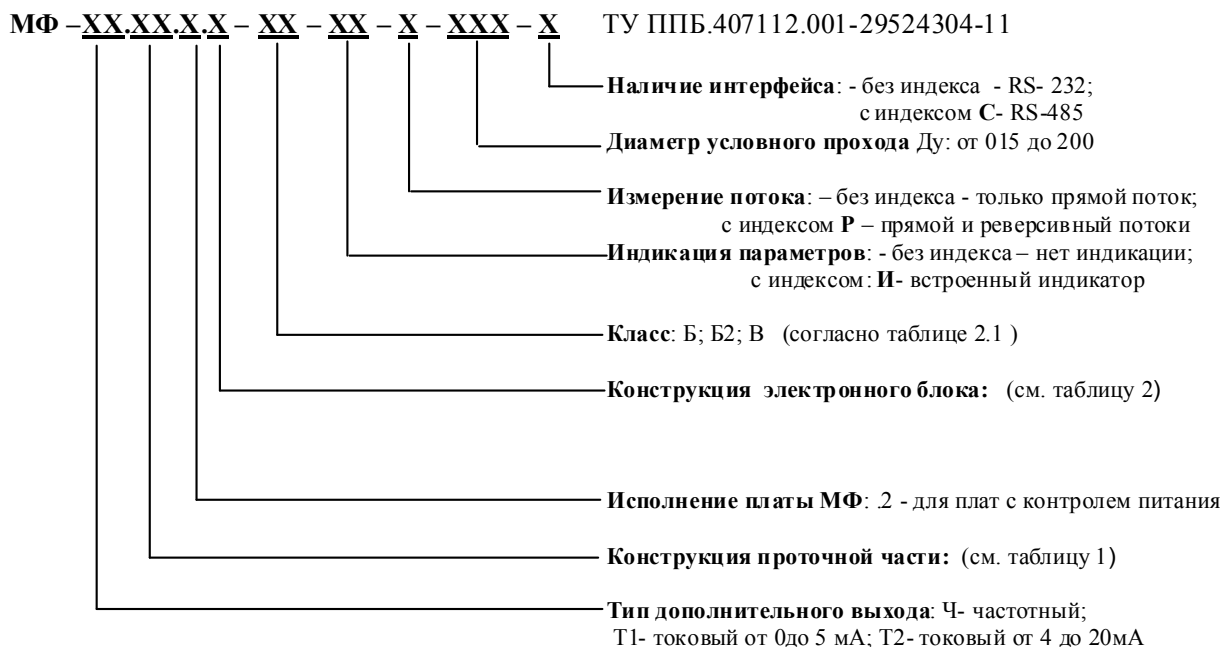 МФ –XX.XX.X.X – XX – XX – X – XXX – X ТУ ППБ.407112.001-29524304-11
Наличие интерфейса: - без индекса - RS- 232;
с индексом С- RS-485
Диаметр условного прохода Ду: от 015 до 200
Измерение потока: – без индекса - только прямой поток;
с индексом Р – прямой и реверсивный потоки
Индикация параметров: - без индекса – нет индикации;
с индексом: И- встроенный индикатор
Класс: Б; Б2; В (согласно таблице 2.1 )
Конструкция электронного блока: (см. таблицу 2)
Исполнение платы МФ: .2 - для плат с контролем питания
Конструкция проточной части: (см. таблицу 1)
Тип дополнительного выхода: Ч- частотный;
Т1- токовый от 0до 5 мА; Т2- токовый от 4 до 20мА